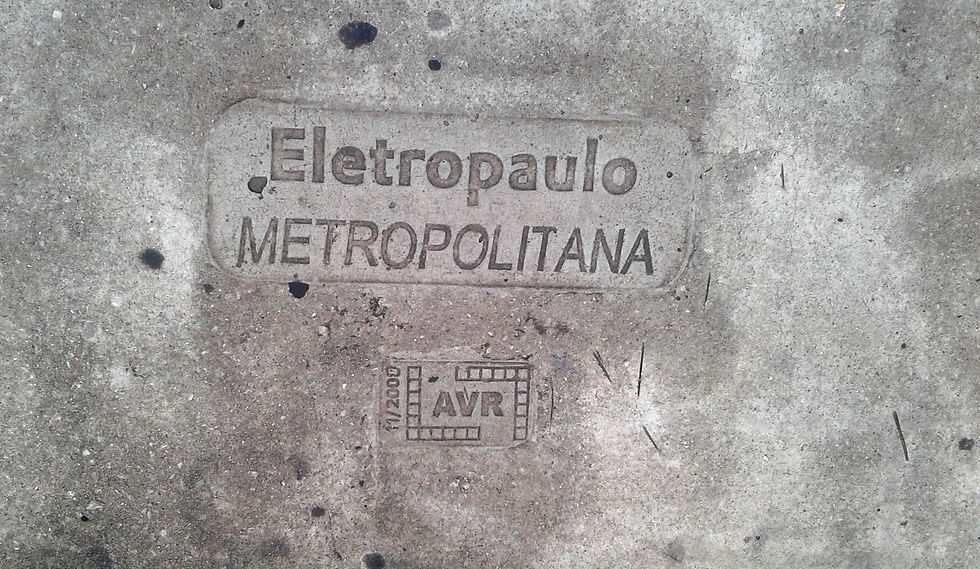 Eletropaulo
METROPOLITANA
11/2000
AVR